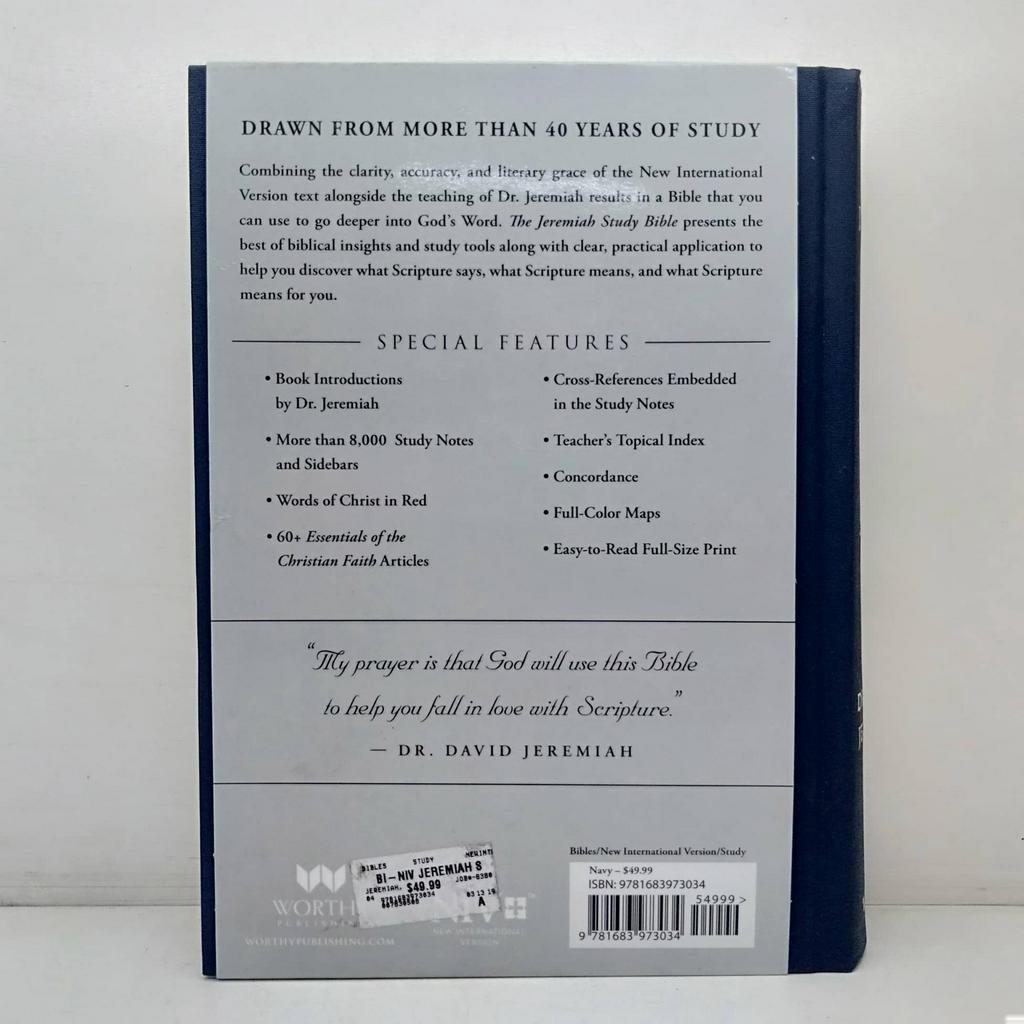 DRAWN FROM MORE THAN 40 YEARS OF STUDY
Combining the clarity, accuracy, and literary grace of the New International
Version text alongside the teaching of Dr. Jeremiah results in a Bible that you
can use to go deeper into God's Word. The Jeremiah Study Bible presents the
best of biblical insights and study tools along with clear, practical application to
help you discover what Scripture says, what Scripture means, and what Scripture
means for you.
SPECIAL FEATURES
• Book Introductions
by Dr. Jeremiah
• More than 8,000 Study Notes
and Sidebars
• Words of Christ in Red
• 60+ Essentials of the
Christian Faith Articles
• Cross-References Embedded
in the Study Notes
• Teacher's Topical Index
• Concordance
• Full-Color Maps
• Easy-to-Read Full-Size Print
"My prayer is that God will use this Bible
to help you fall in love with Scripture."
— DR. DAVID JEREMIAH
BIBLES STUDY
BI-NIV JEREMIAH S
JEREMIAH, $49.99
04 9781683973034 03 13 19
A
WORTH
PUBLISHING
WORTHYPUBLISHING.COM
NIV
NEW INTERNATIONAL
VERSION
Bibles/New International Version/Study
Navy – $49.99
ISBN: 9781683973034
54999 >
9 781683 973034